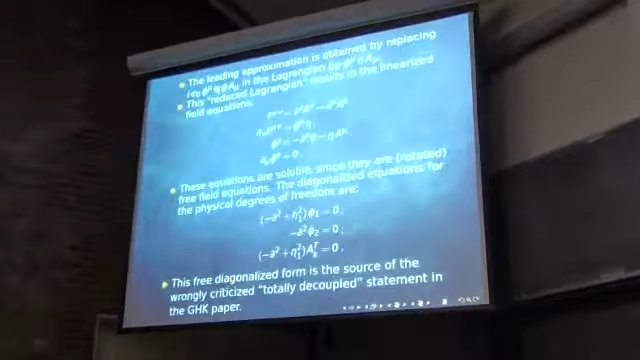 The leading approximation is obtained by replacing
in the Lagrangian by
This "reduced Lagrangian" results in the linearized
field equations:
∂_μ φ^μ = 0 .
These equations are soluble, since they are (rotated)
free field equations. The diagonalized equations for
the physical degrees of freedom are:
(−∂² + η₁²)φ₁ = 0 ,
−∂²φ₂ = 0 ;
(−∂² + η₁²)A_k^T = 0 .
This free diagonalized form is the source of the
wrongly criticized "totally decoupled" statement in
the GHK paper.